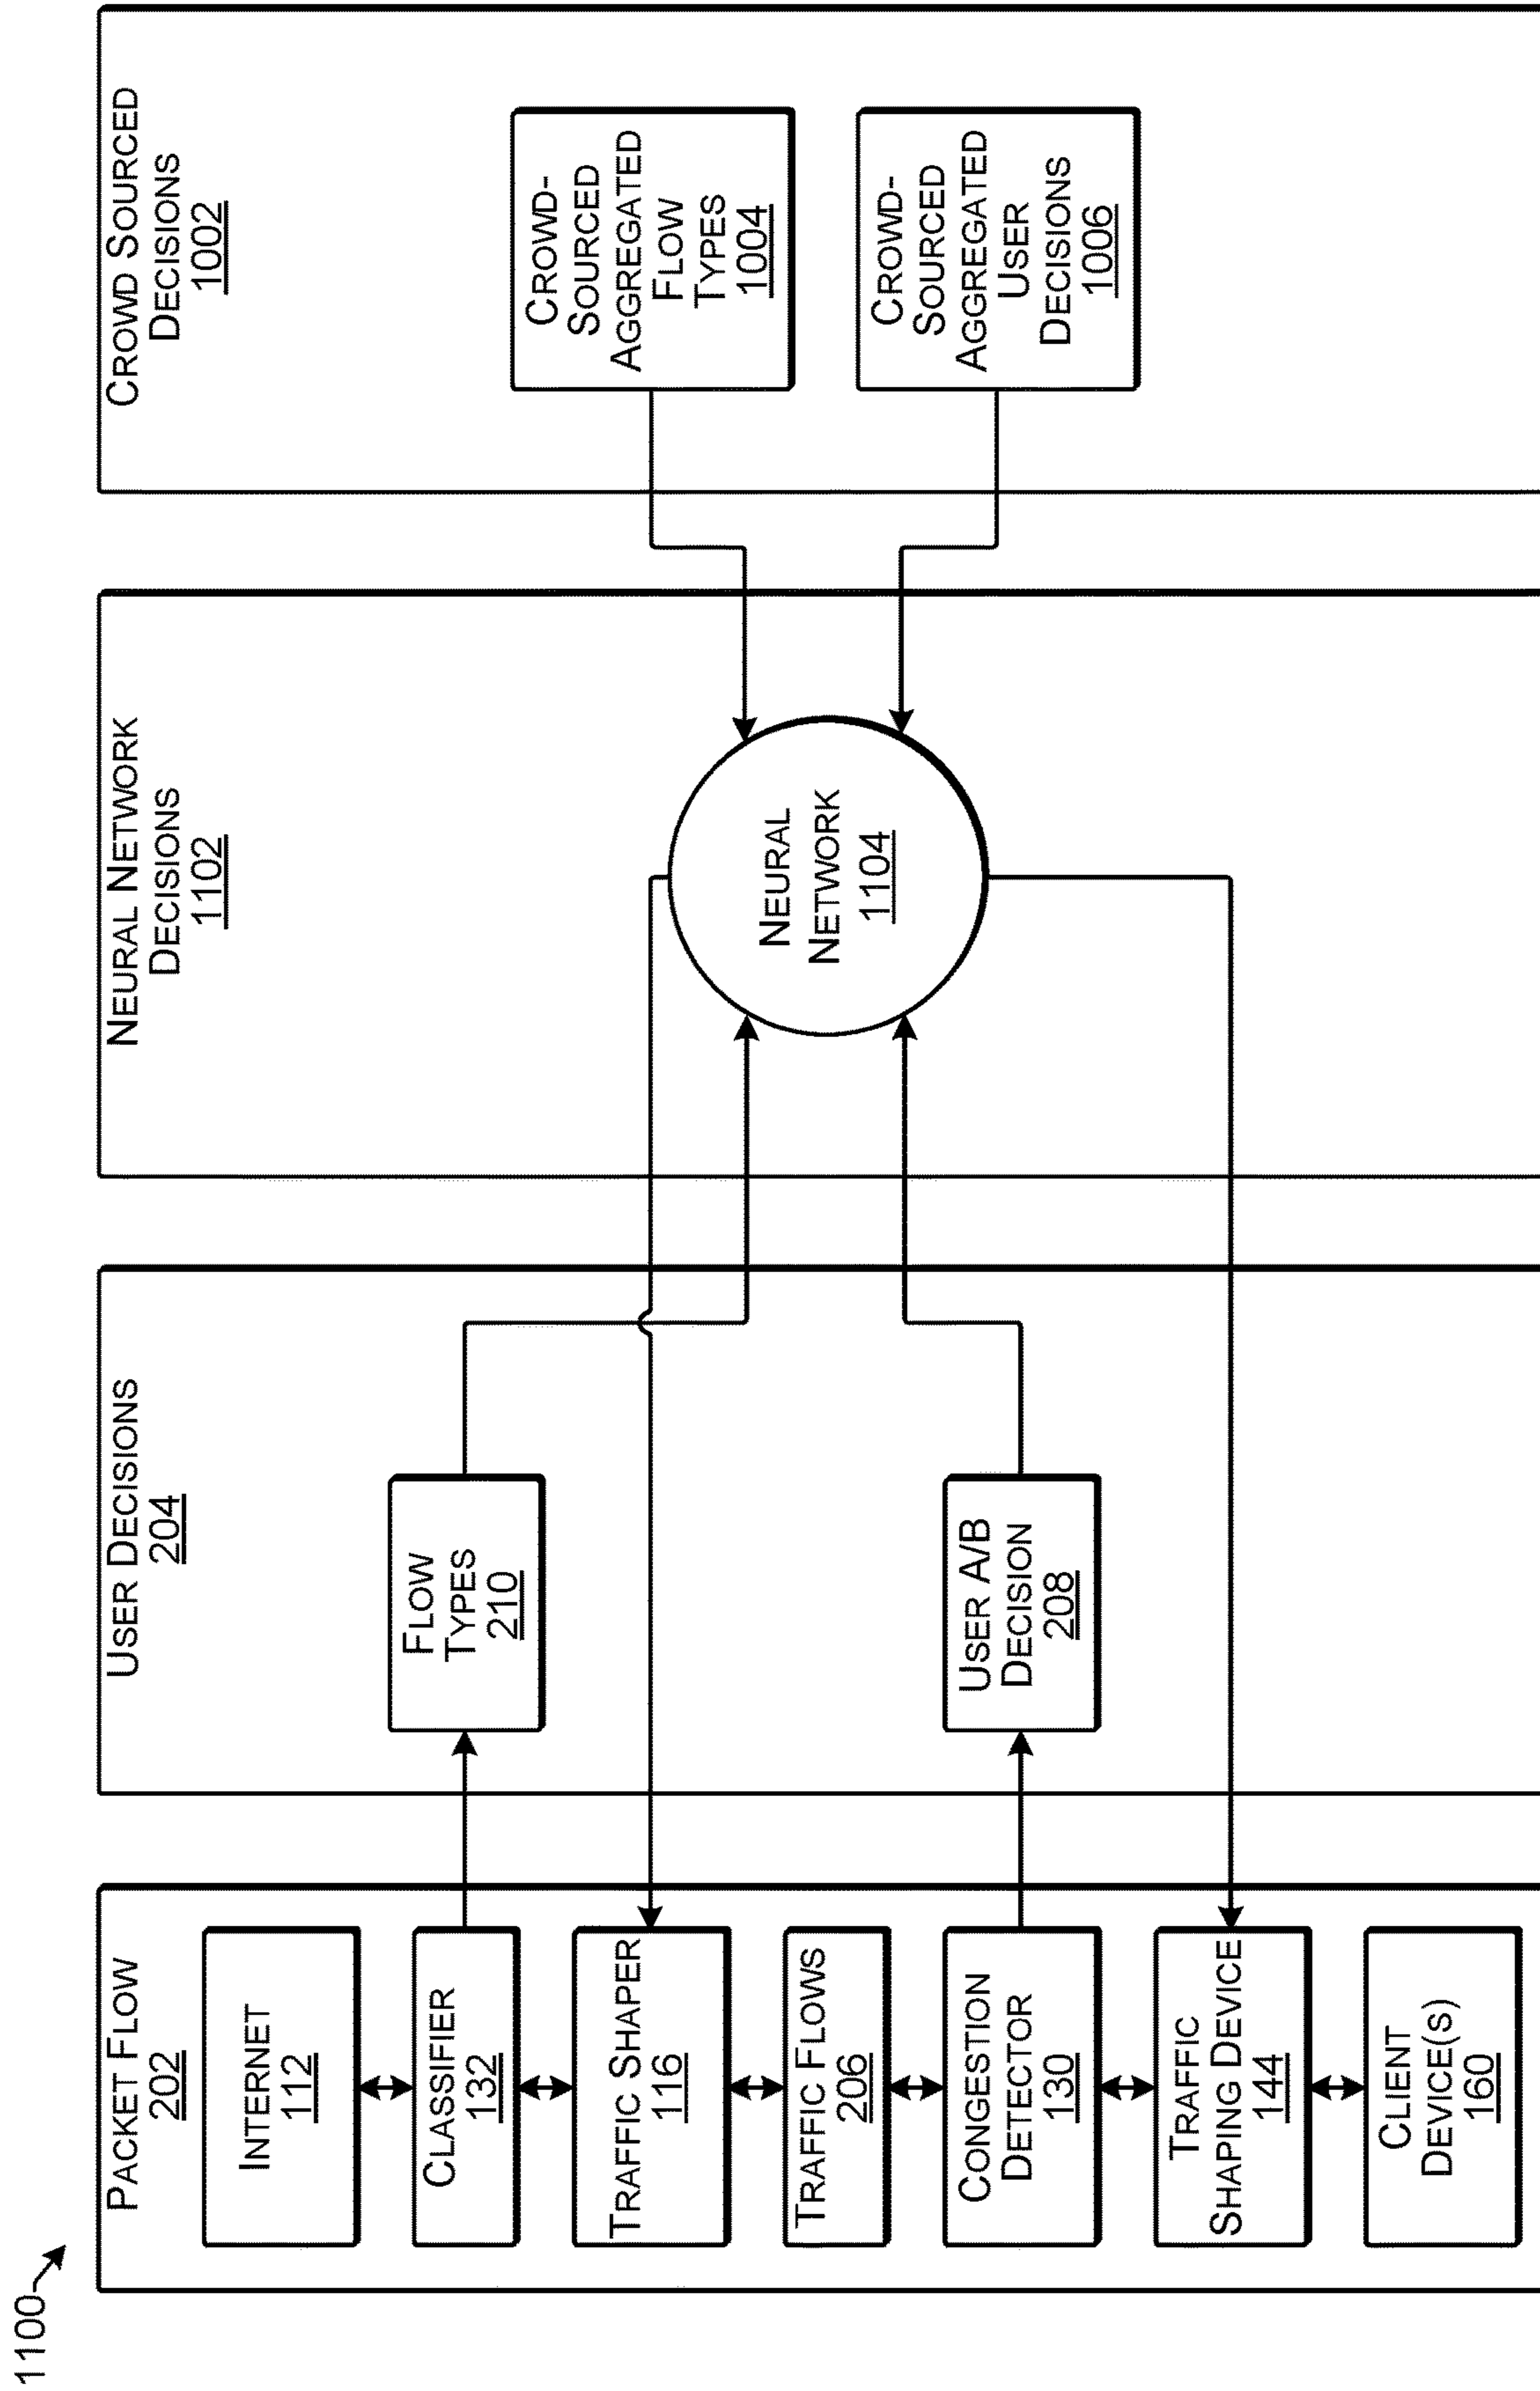 1100
PACKET FLOW
202
INTERNET
112
CLASSIFIER
132
TRAFFIC SHAPER
116
TRAFFIC FLOWS
206
CONGESTION
DETECTOR
130
TRAFFIC
SHAPING DEVICE
144
CLIENT
DEVICE(S)
160
USER DECISIONS
204
FLOW
TYPES
210
USER A/B
DECISION
208
NEURAL NETWORK
DECISIONS
1102
NEURAL
NETWORK
1104
CROWD SOURCED
DECISIONS
1002
CROWD-
SOURCED
AGGREGATED
FLOW
TYPES
1004
CROWD-
SOURCED
AGGREGATED
USER
DECISIONS
1006